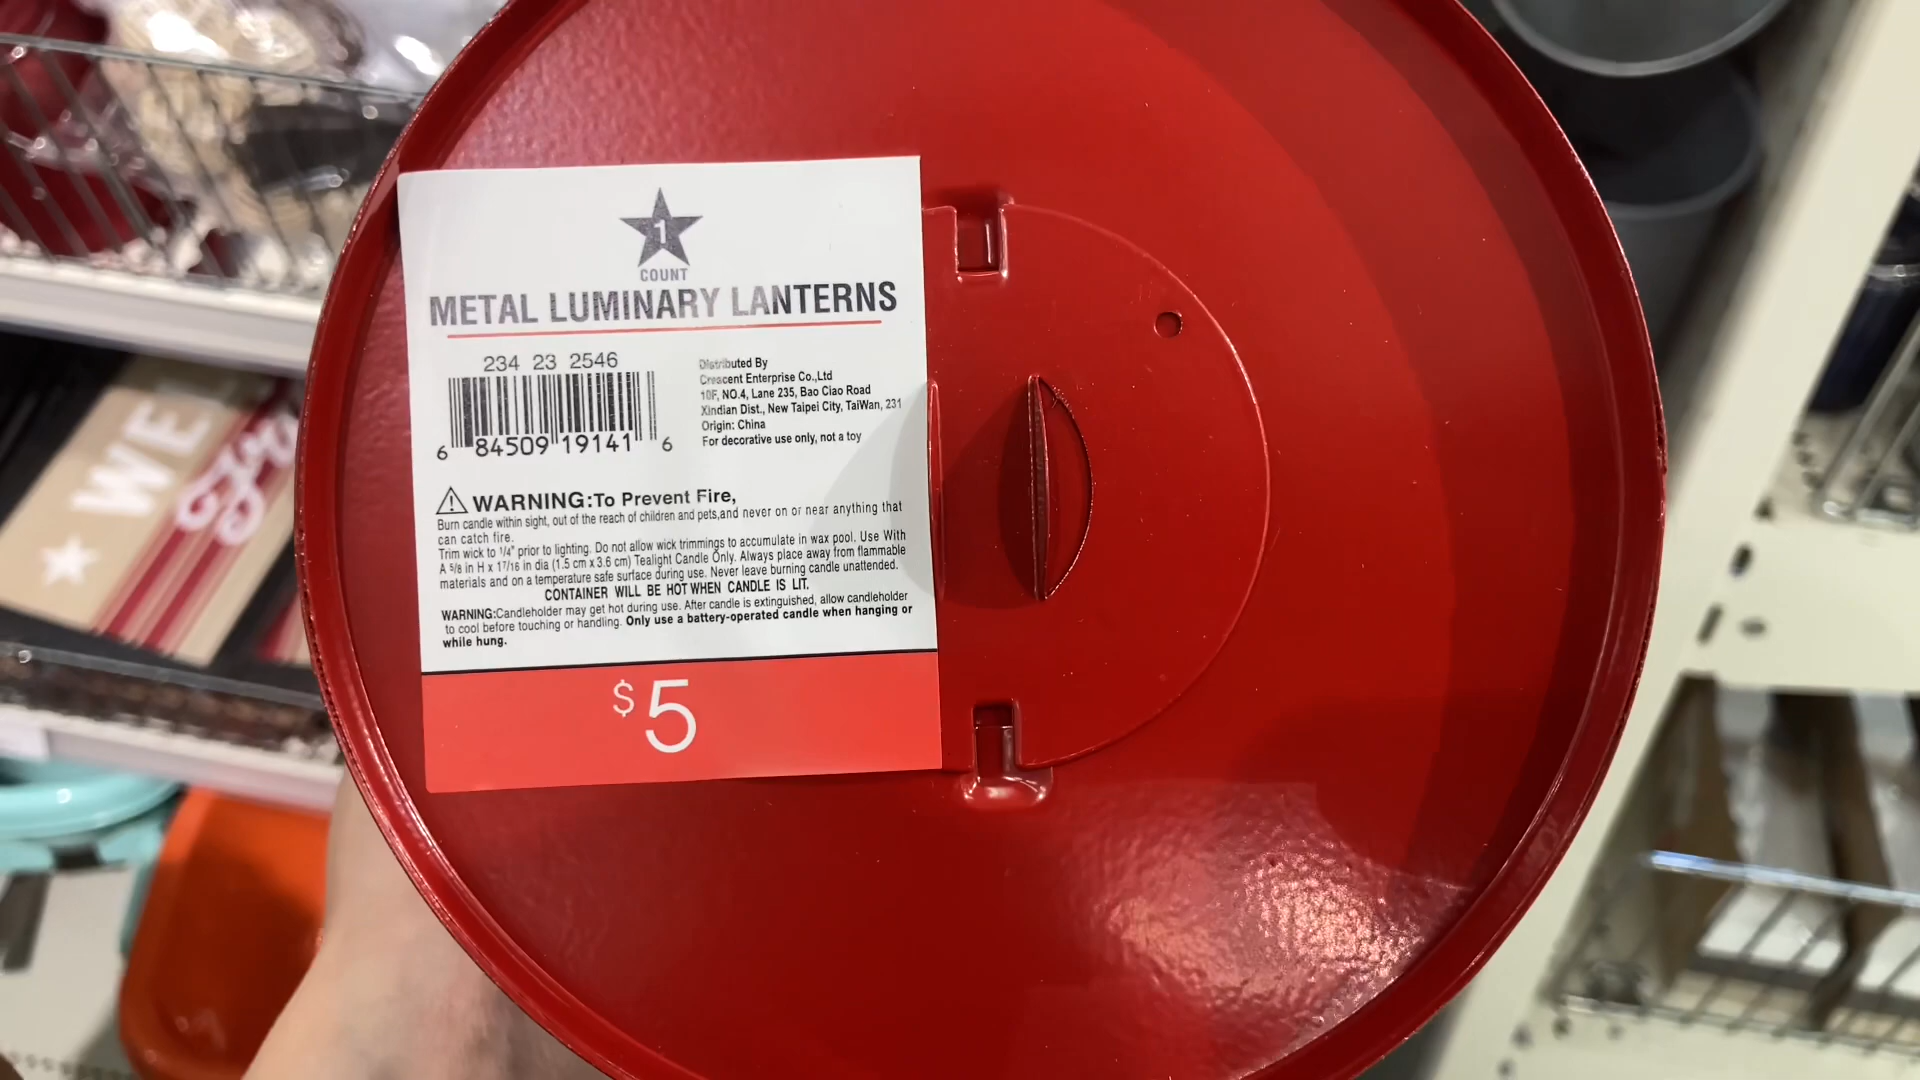 1
COUNT
METAL LUMINARY LANTERNS
234 23 2546
6 84509 19141 6
Distributed By
Crescent Enterprise Co.,Ltd
10F, NO.4, Lane 235, Bao Ciao Road
Xindian Dist., New Taipei City, TaiWan, 231
Origin: China
For decorative use only, not a toy
WARNING:To Prevent Fire,
Burn candle within sight, out of the reach of children and pets,and never on or near anything that
can catch fire.
Trim wick to 1/4" prior to lighting. Do not allow wick trimmings to accumulate in wax pool. Use With
A 5/8 in H x 1 7/16 in dia (1.5 cm x 3.6 cm) Tealight Candle Only. Always place away from flammable
materials and on a temperature safe surface during use. Never leave burning candle unattended.
CONTAINER WILL BE HOT WHEN CANDLE IS LIT.
WARNING:Candleholder may get hot during use. After candle is extinguished, allow candleholder
to cool before touching or handling. Only use a battery-operated candle when hanging or
while hung.
$5
WE